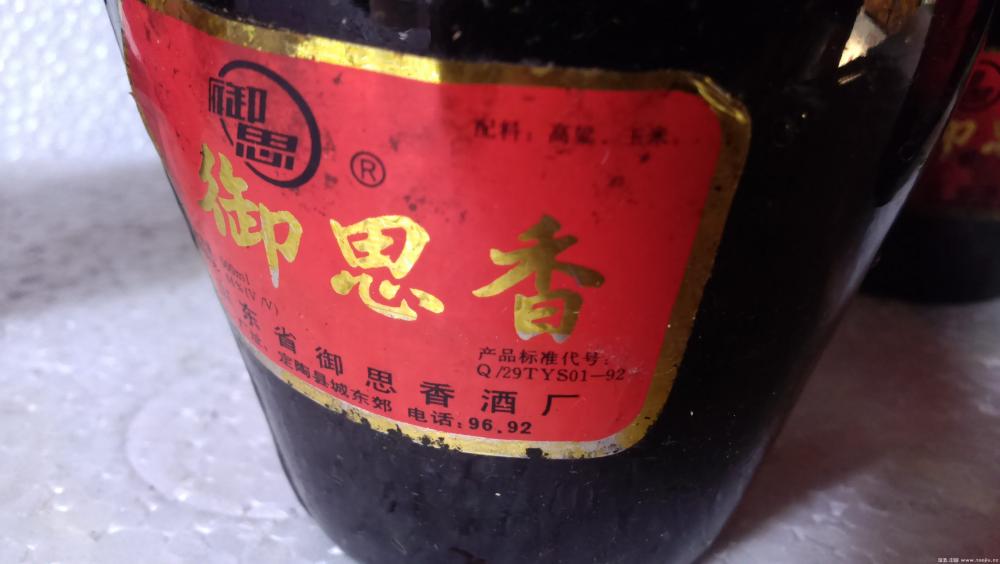 御
思
®
配料：高粱、玉米。
御思香
500ml
产品标准代号：
Q/29TYS01—92
东省御思香酒厂
定陶县城东郊 电话:96.92